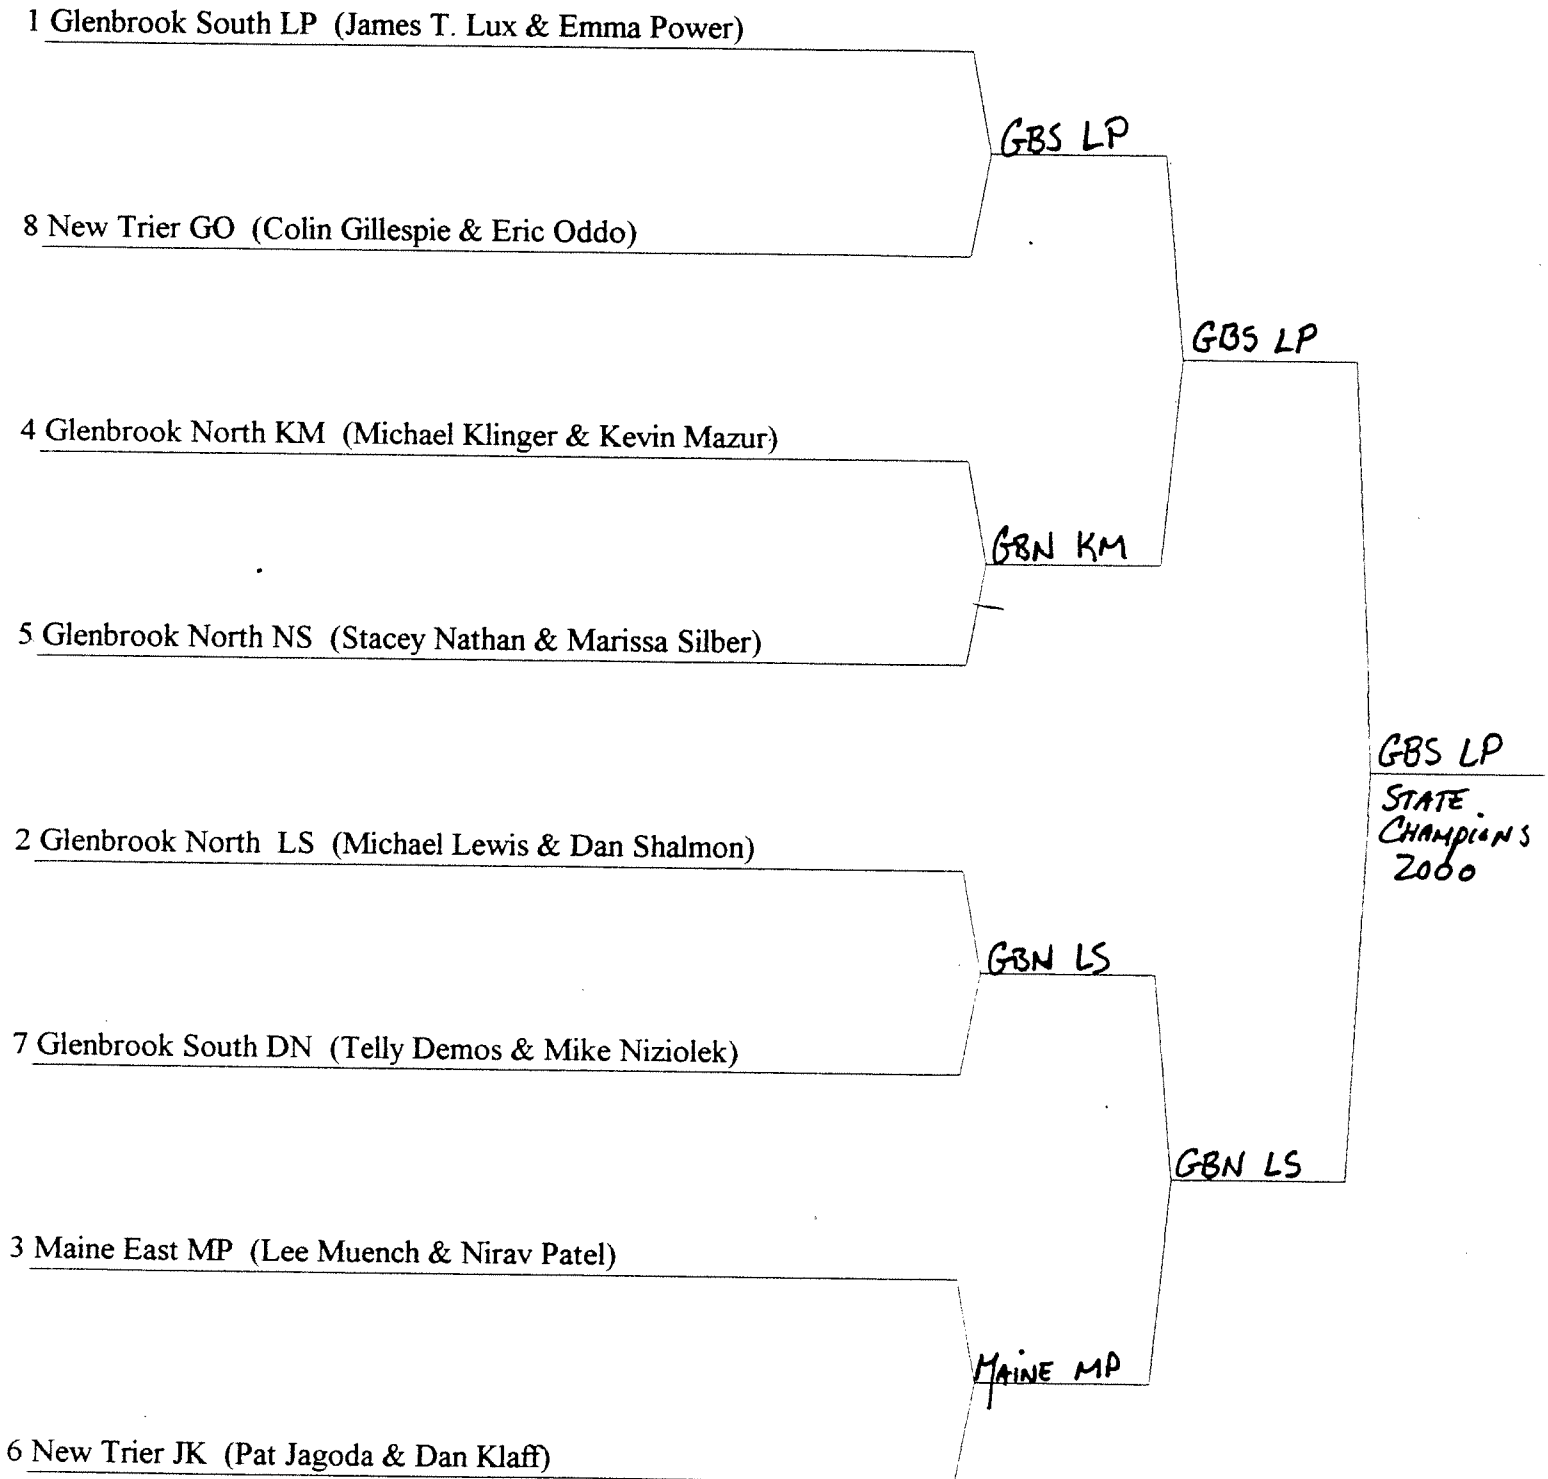 1 Glenbrook South LP (James T. Lux & Emma Power)
GBS LP
8 New Trier GO (Colin Gillespie & Eric Oddo)
GBS LP
4 Glenbrook North KM (Michael Klinger & Kevin Mazur)
GBN KM
5 Glenbrook North NS (Stacey Nathan & Marissa Silber)
GBS LP
STATE
CHAMPIONS
2000
2 Glenbrook North LS (Michael Lewis & Dan Shalmon)
GBN LS
7 Glenbrook South DN (Telly Demos & Mike Niziolek)
GBN LS
3 Maine East MP (Lee Muench & Nirav Patel)
MAINE MP
6 New Trier JK (Pat Jagoda & Dan Klaff)